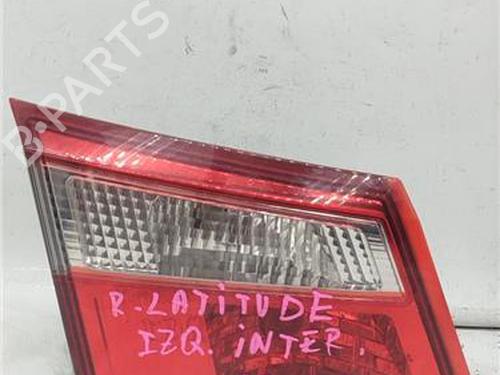 B-PARTS
R.LATITUDE
IZQ. iNTER.